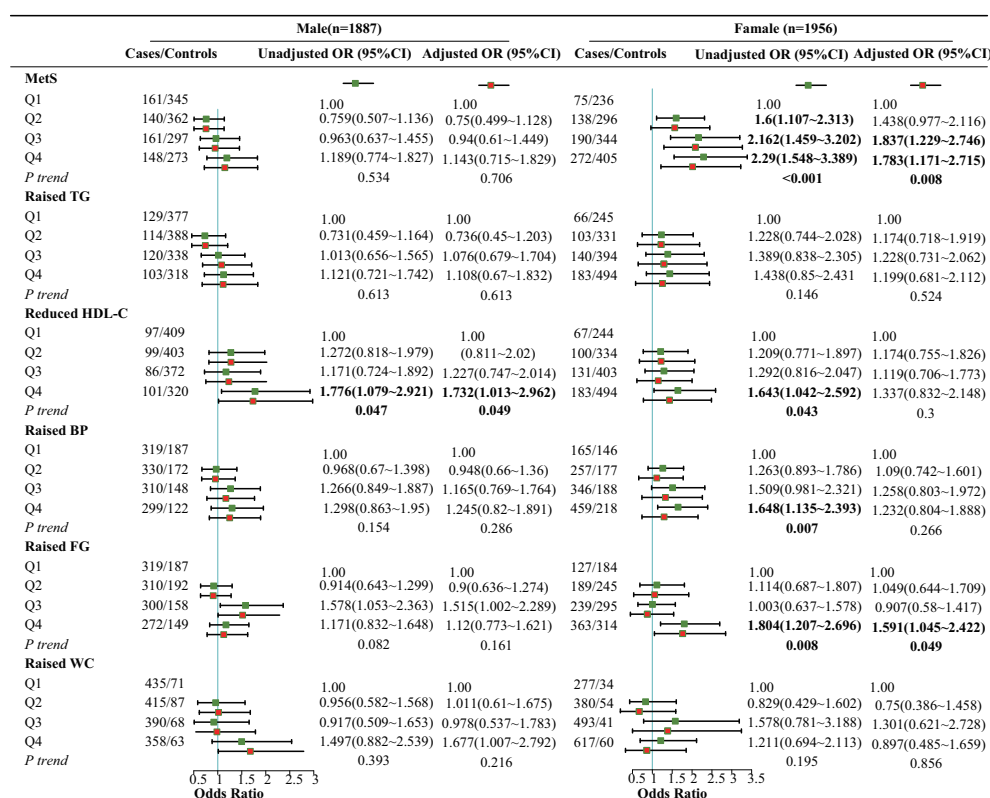 Male(n=1887) Famale (n=1956)
Cases/Controls Unadjusted OR (95%CI) Adjusted OR (95%CI) Cases/Controls Unadjusted OR (95%CI) Adjusted OR (95%CI)
MetS
Q1 161/345 1.00 1.00 75/236 1.00 1.00
Q2 140/362 0.759(0.507~1.136) 0.75(0.499~1.128) 138/296 1.6(1.107~2.313) 1.438(0.977~2.116)
Q3 161/297 0.963(0.637~1.455) 0.94(0.61~1.449) 190/344 2.162(1.459~3.202) 1.837(1.229~2.746)
Q4 148/273 1.189(0.774~1.827) 1.143(0.715~1.829) 272/405 2.29(1.548~3.389) 1.783(1.171~2.715)
P trend 0.534 0.706 <0.001 0.008
Raised TG
Q1 129/377 1.00 1.00 66/245 1.00 1.00
Q2 114/388 0.731(0.459~1.164) 0.736(0.45~1.203) 103/331 1.228(0.744~2.028) 1.174(0.718~1.919)
Q3 120/338 1.013(0.656~1.565) 1.076(0.679~1.704) 140/394 1.389(0.838~2.305) 1.228(0.731~2.062)
Q4 103/318 1.121(0.721~1.742) 1.108(0.67~1.832) 183/494 1.438(0.85~2.431 1.199(0.681~2.112)
P trend 0.613 0.613 0.146 0.524
Reduced HDL-C
Q1 97/409 1.00 1.00 67/244 1.00 1.00
Q2 99/403 1.272(0.818~1.979) (0.811~2.02) 100/334 1.209(0.771~1.897) 1.174(0.755~1.826)
Q3 86/372 1.171(0.724~1.892) 1.227(0.747~2.014) 131/403 1.292(0.816~2.047) 1.119(0.706~1.773)
Q4 101/320 1.776(1.079~2.921) 1.732(1.013~2.962) 183/494 1.643(1.042~2.592) 1.337(0.832~2.148)
P trend 0.047 0.049 0.043 0.3
Raised BP
Q1 319/187 1.00 1.00 165/146 1.00 1.00
Q2 330/172 0.968(0.67~1.398) 0.948(0.66~1.36) 257/177 1.263(0.893~1.786) 1.09(0.742~1.601)
Q3 310/148 1.266(0.849~1.887) 1.165(0.769~1.764) 346/188 1.509(0.981~2.321) 1.258(0.803~1.972)
Q4 299/122 1.298(0.863~1.95) 1.245(0.82~1.891) 459/218 1.648(1.135~2.393) 1.232(0.804~1.888)
P trend 0.154 0.286 0.007 0.266
Raised FG
Q1 319/187 1.00 1.00 127/184 1.00 1.00
Q2 310/192 0.914(0.643~1.299) 0.9(0.636~1.274) 189/245 1.114(0.687~1.807) 1.049(0.644~1.709)
Q3 300/158 1.578(1.053~2.363) 1.515(1.002~2.289) 239/295 1.003(0.637~1.578) 0.907(0.58~1.417)
Q4 272/149 1.171(0.832~1.648) 1.12(0.773~1.621) 363/314 1.804(1.207~2.696) 1.591(1.045~2.422)
P trend 0.082 0.161 0.008 0.049
Raised WC
Q1 435/71 1.00 1.00 277/34 1.00 1.00
Q2 415/87 0.956(0.582~1.568) 1.011(0.61~1.675) 380/54 0.829(0.429~1.602) 0.75(0.386~1.458)
Q3 390/68 0.917(0.509~1.653) 0.978(0.537~1.783) 493/41 1.578(0.781~3.188) 1.301(0.621~2.728)
Q4 358/63 1.497(0.882~2.539) 1.677(1.007~2.792) 617/60 1.211(0.694~2.113) 0.897(0.485~1.659)
P trend 0.393 0.216 0.195 0.856
0.5 1 1.5 2 2.5 3 0.5 1 1.5 2 2.5 3 3.5
Odds Ratio Odds Ratio